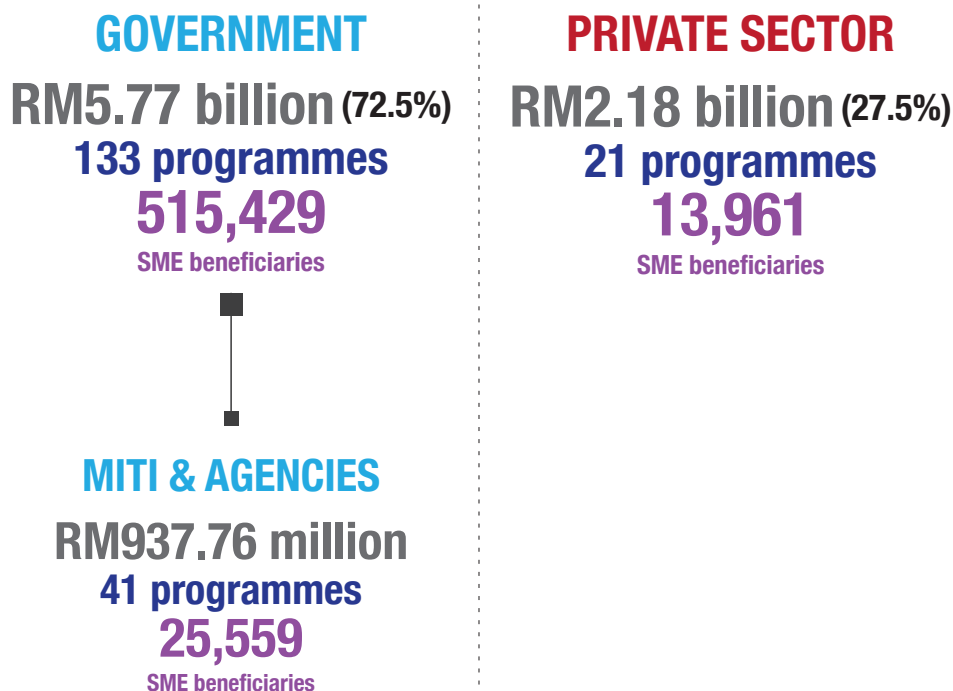 GOVERNMENT
RM5.77 billion (72.5%)
133 programmes
515,429
SME beneficiaries
MITI & AGENCIES
RM937.76 million
41 programmes
25,559
SME beneficiaries
PRIVATE SECTOR
RM2.18 billion (27.5%)
21 programmes
13,961
SME beneficiaries